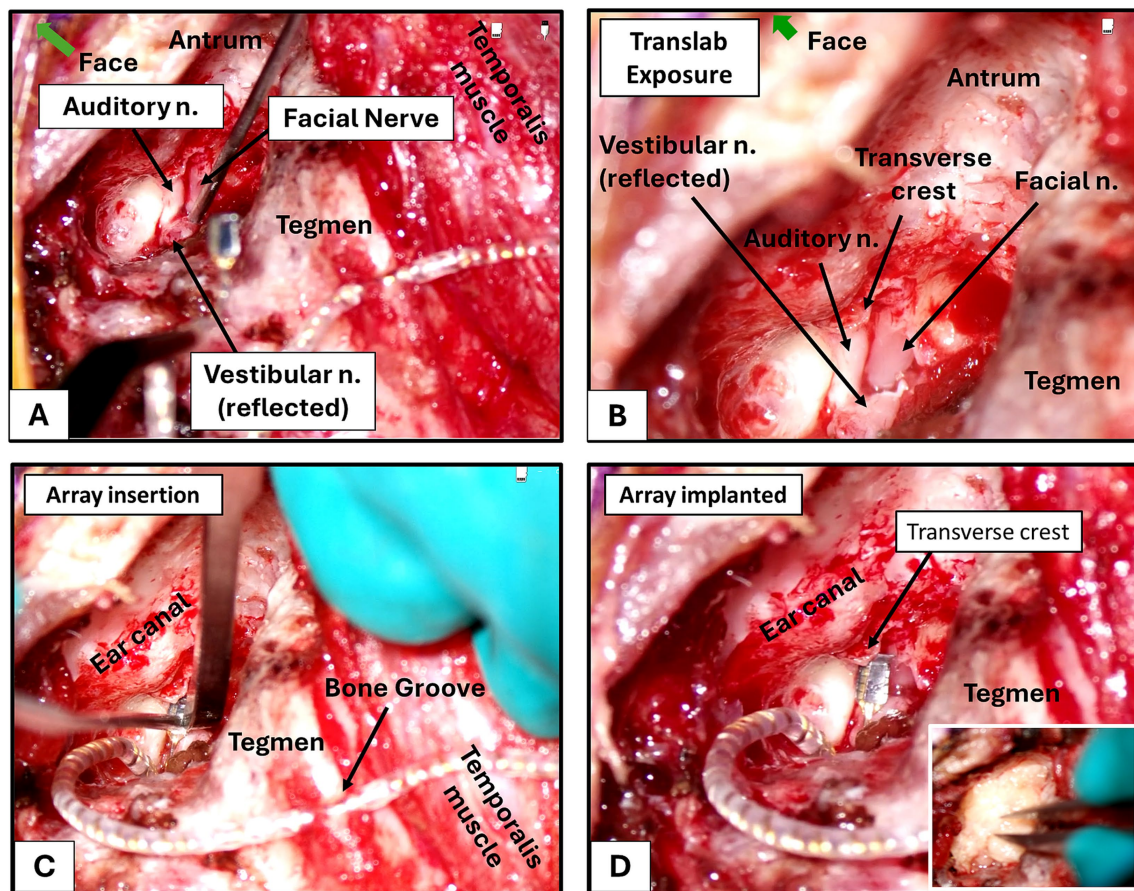 Face
Antrum
Temporalis
muscle
Auditory n.
Facial Nerve
Tegmen
Vestibular n.
(reflected)
A
Translab
Exposure
Face
Antrum
Vestibular n.
(reflected)
Transverse
crest
Facial n.
Auditory n.
Tegmen
B
Array insertion
Ear canal
Bone Groove
Tegmen
Temporalis
muscle
C
Array implanted
Transverse crest
Ear canal
Tegmen
D